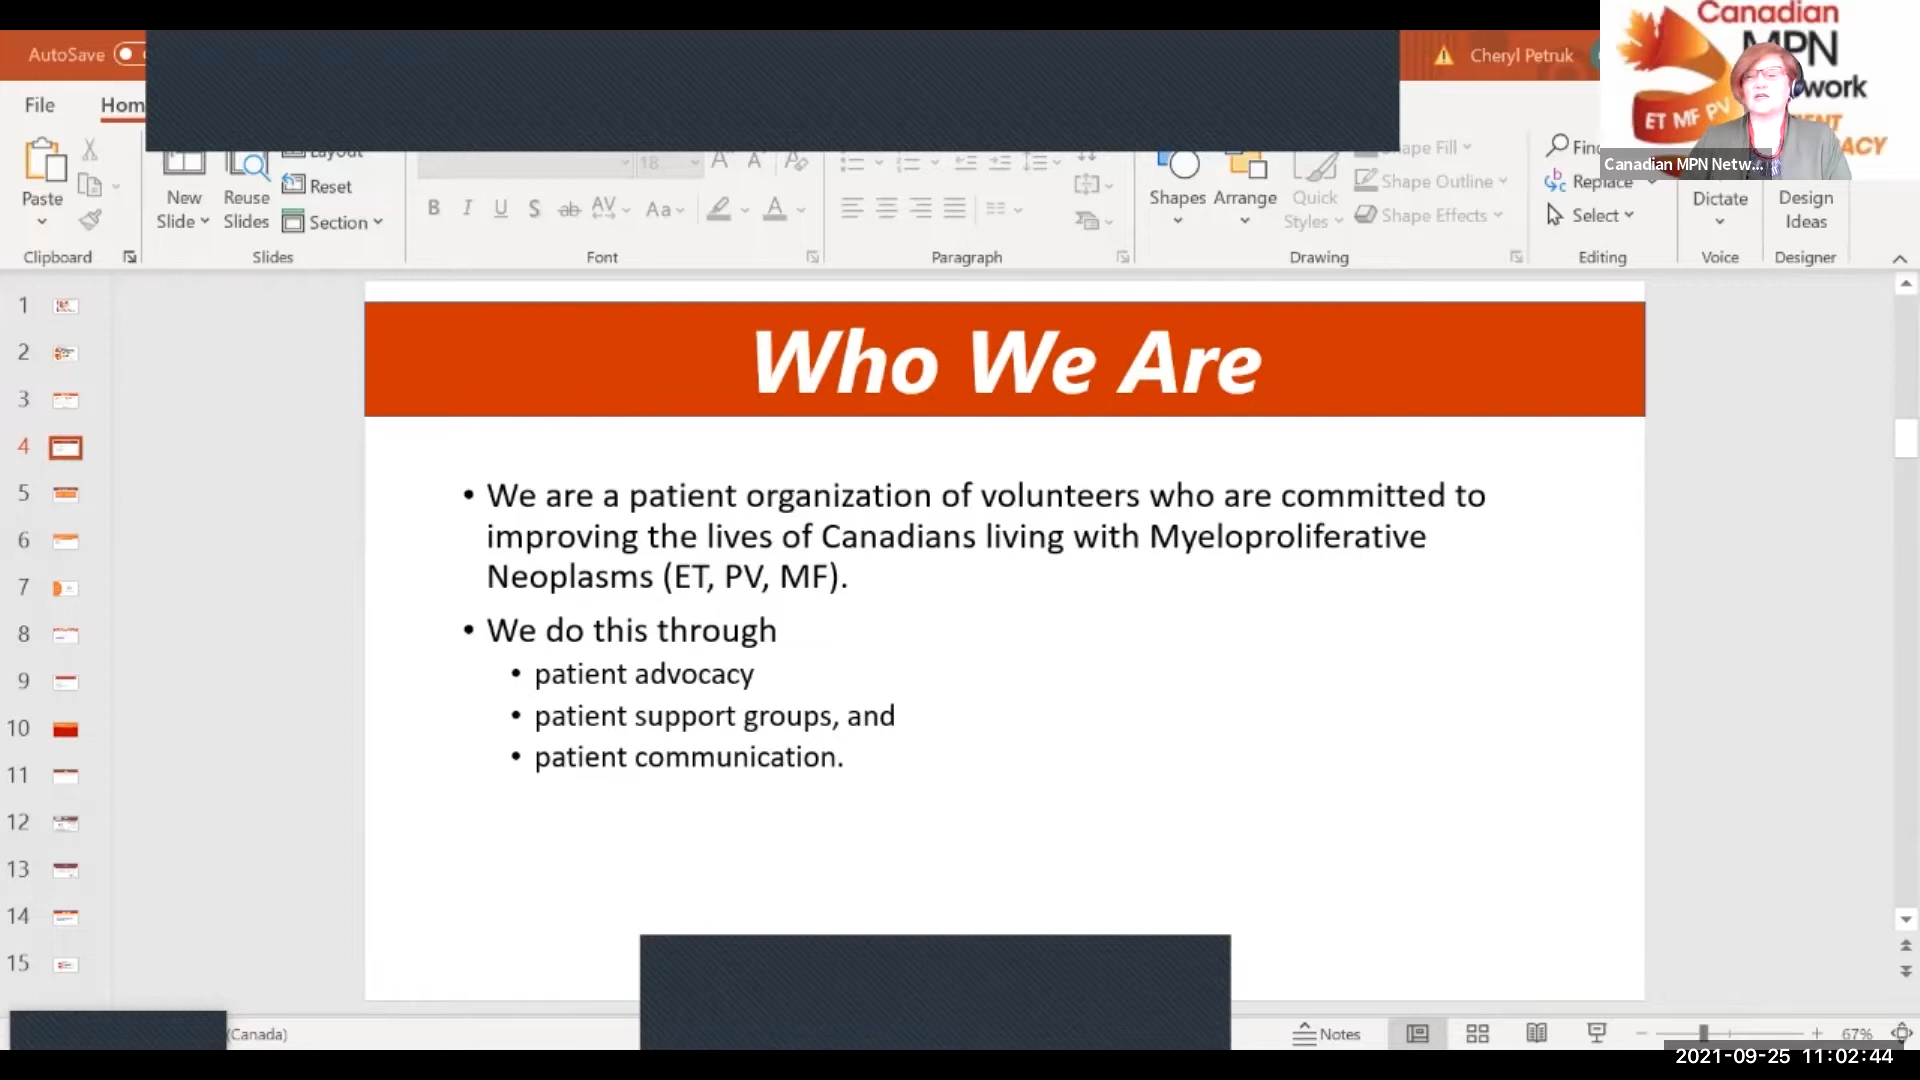 AutoSave
Cheryl Petruk
Canadian
MPN
work
ET MF PV
Canadian MPN Netw...
File
Hom
Paste
New
Slide
Reuse
Slides
Layout
Reset
Section
18
B I U S ab AV Aa A
Shapes
Arrange
Quick
Styles
Shape Fill
Shape Outline
Shape Effects
Find
Replace
Select
Dictate
Design
Ideas
Clipboard
Slides
Font
Paragraph
Drawing
Editing
Voice
Designer
1
2
3
4
5
6
7
8
9
10
11
12
13
14
15
Who We Are
• We are a patient organization of volunteers who are committed to
improving the lives of Canadians living with Myeloproliferative
Neoplasms (ET, PV, MF).
• We do this through
• patient advocacy
• patient support groups, and
• patient communication.
(Canada)
Notes
67%
2021-09-25 11:02:44